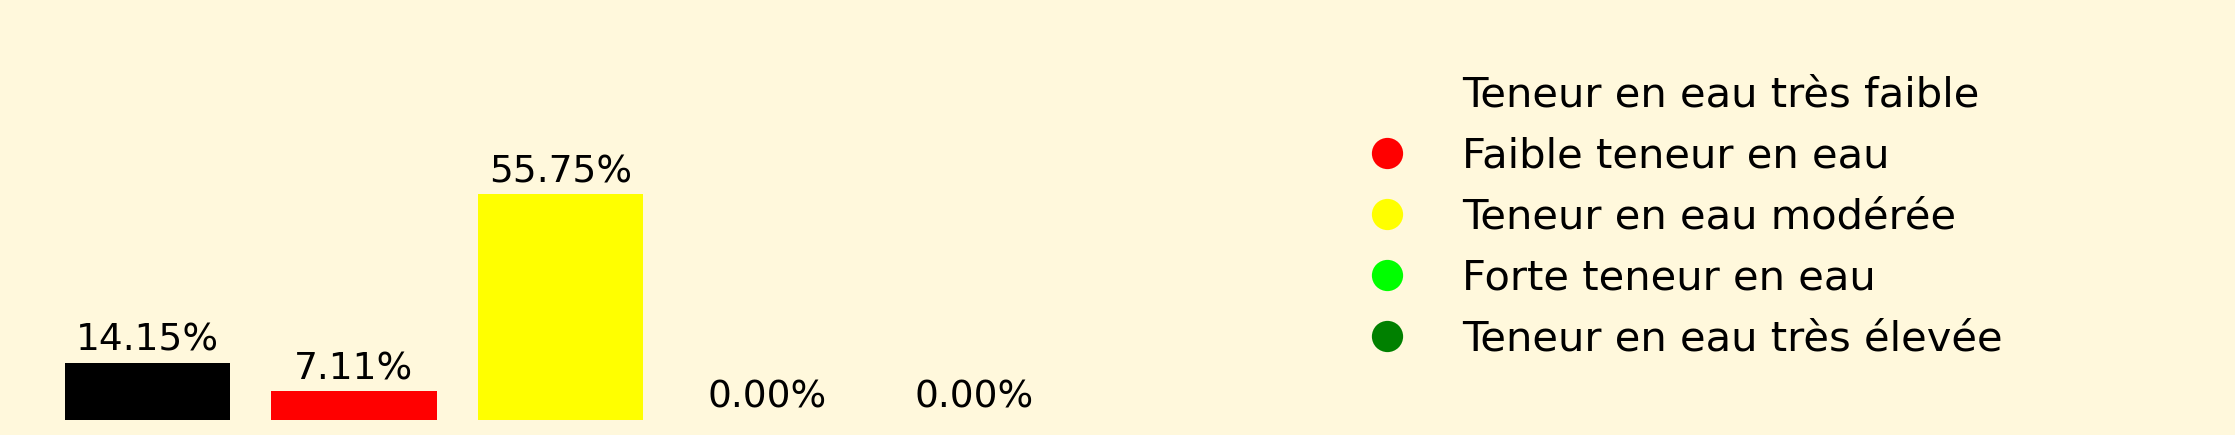 55.75%
14.15%
7.11%
0.00%
0.00%
Teneur en eau très faible
Faible teneur en eau
Teneur en eau modérée
Forte teneur en eau
Teneur en eau très élevée